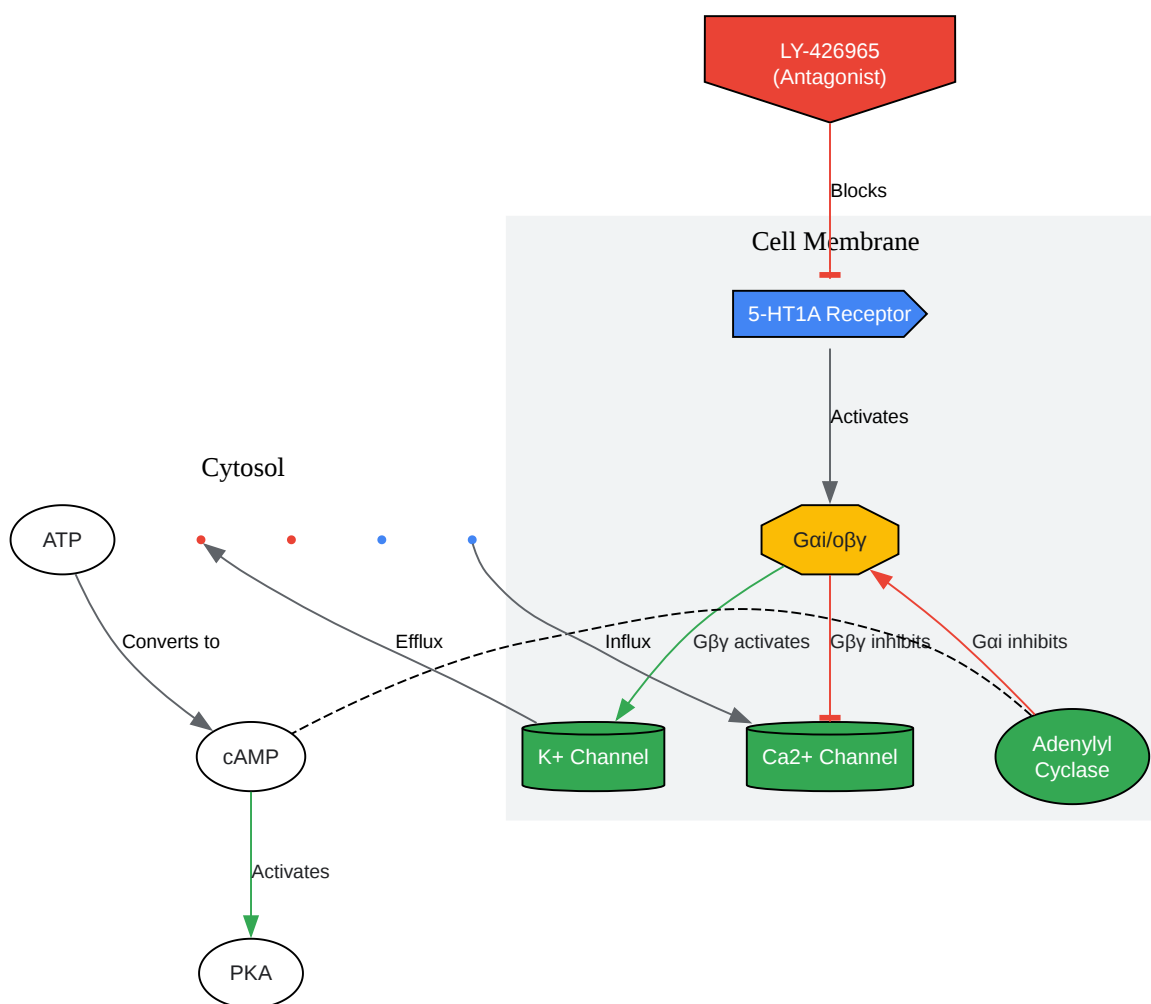 LY-426965
(Antagonist)
Blocks
Cell Membrane
5-HT1A Receptor
Activates
Cytosol
ATP
Gαi/oβγ
Converts to
Efflux
Influx
Gβγ activates
Gβγ inhibits
Gαi inhibits
cAMP
K+ Channel
Ca2+ Channel
Adenylyl
Cyclase
Activates
PKA